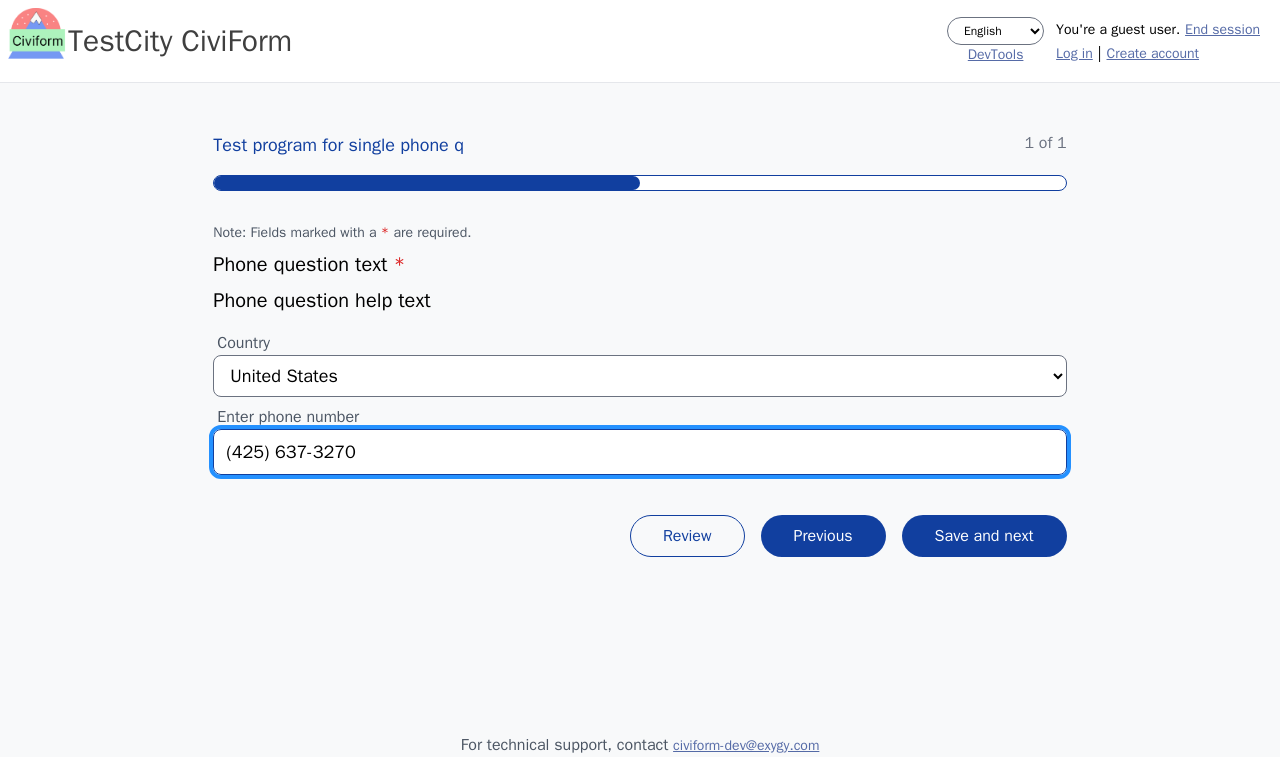 Civiform
TestCity CiviForm
English
DevTools
You're a guest user. End session
Log in | Create account
Test program for single phone q
1 of 1
Note: Fields marked with a * are required.
Phone question text *
Phone question help text
Country
United States
Enter phone number
(425) 637-3270
Review
Previous
Save and next
For technical support, contact civiform-dev@exygy.com